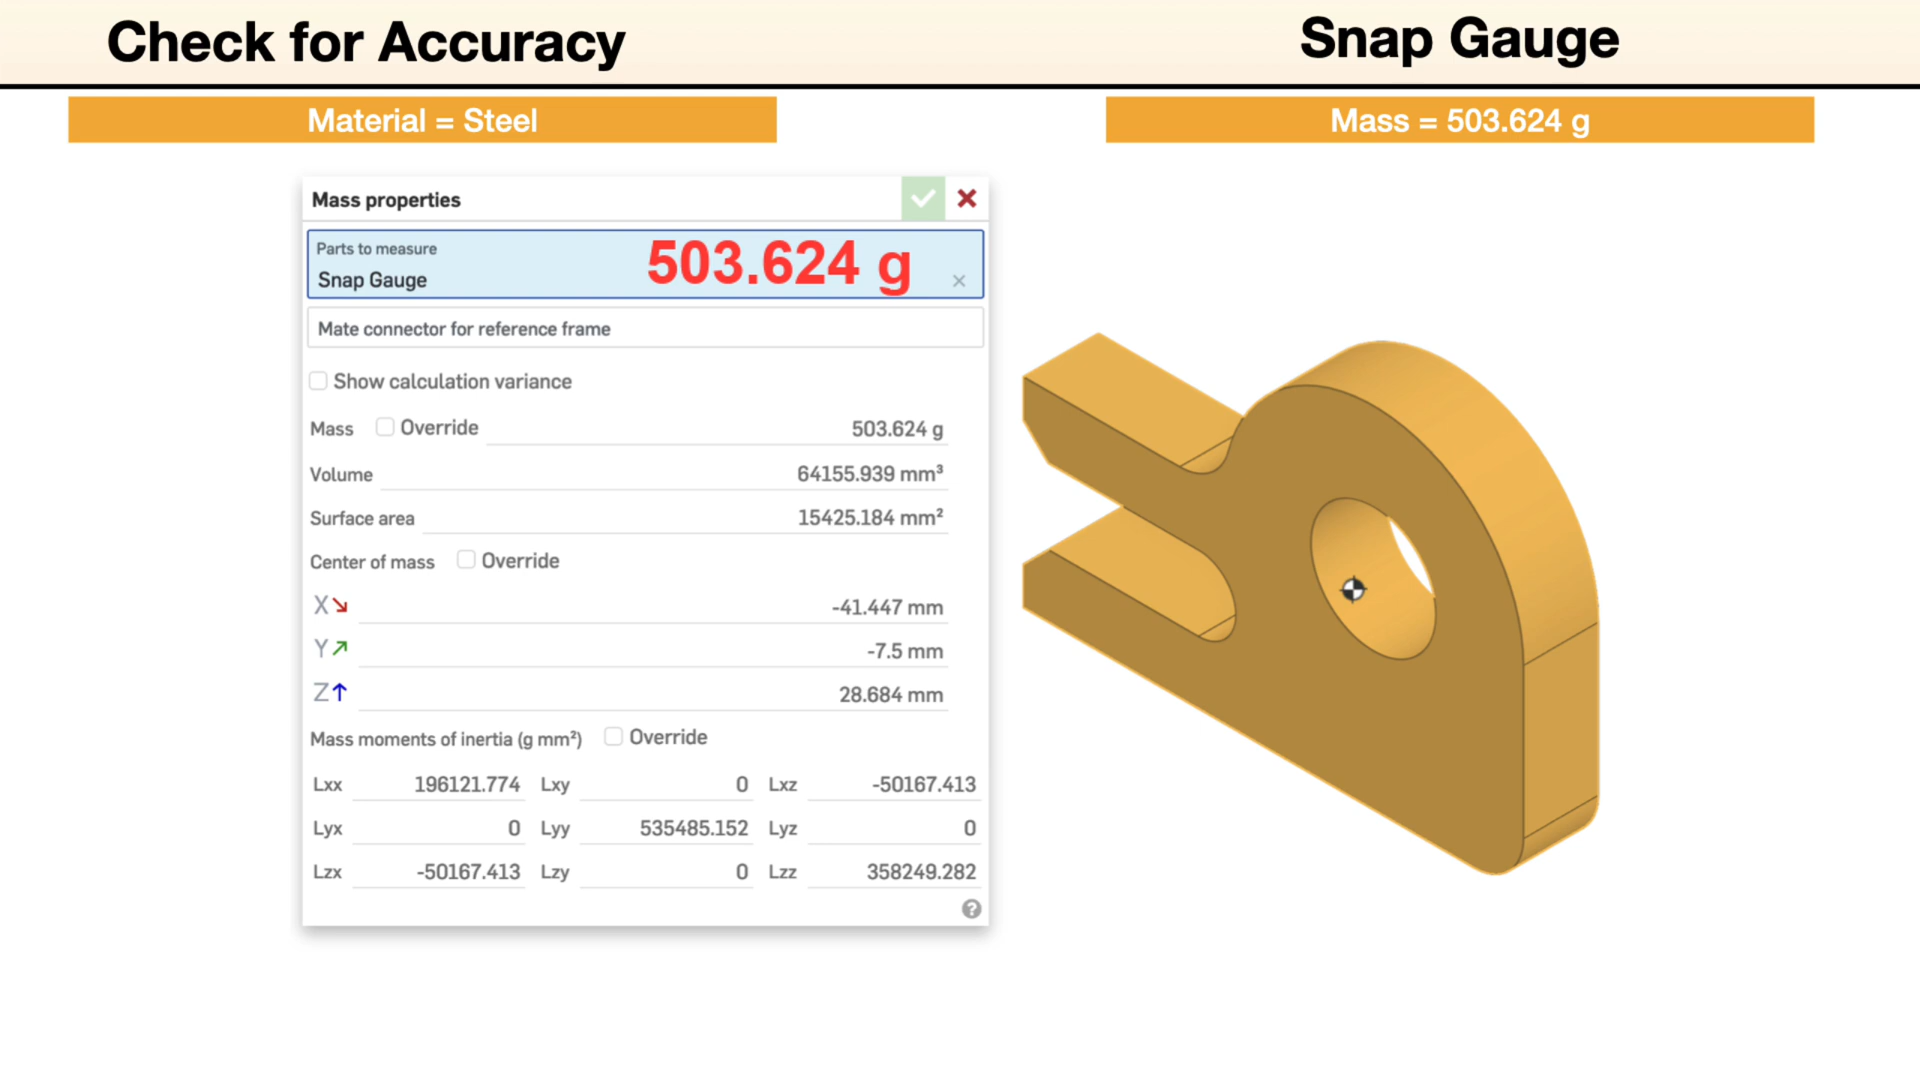 Check for Accuracy
Snap Gauge
Material = Steel
Mass = 503.624 g
Mass properties
Parts to measure
Snap Gauge
503.624 g
Mate connector for reference frame
Show calculation variance
Mass Override 503.624 g
Volume 64155.939 mm³
Surface area 15425.184 mm²
Center of mass Override
X -41.447 mm
Y -7.5 mm
Z 28.684 mm
Mass moments of inertia (g mm²) Override
Lxx 196121.774 Lxy 0 Lxz -50167.413
Lyx 0 Lyy 535485.152 Lyz 0
Lzx -50167.413 Lzy 0 Lzz 358249.282
?